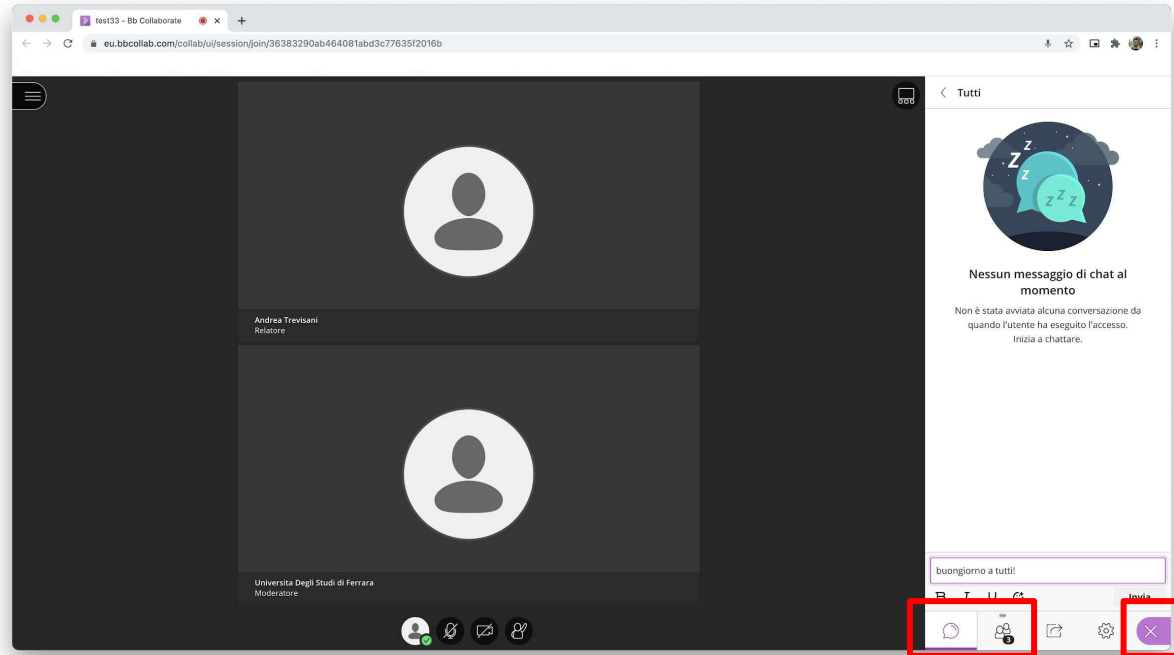 test33 - Bb Collaborate
eu.bbcollab.com/collab/ui/session/join/36383290ab464081abd3c77635f2016b
Tutti
Z
Z
Z
Z
Z Z Z
Nessun messaggio di chat al
momento
Non è stata avviata alcuna conversazione da
quando l'utente ha eseguito l'accesso.
Inizia a chattare.
Andrea Trevisani
Relatore
Universita Degli Studi di Ferrara
Moderatore
buongiorno a tutti!
B I U
Invia
3